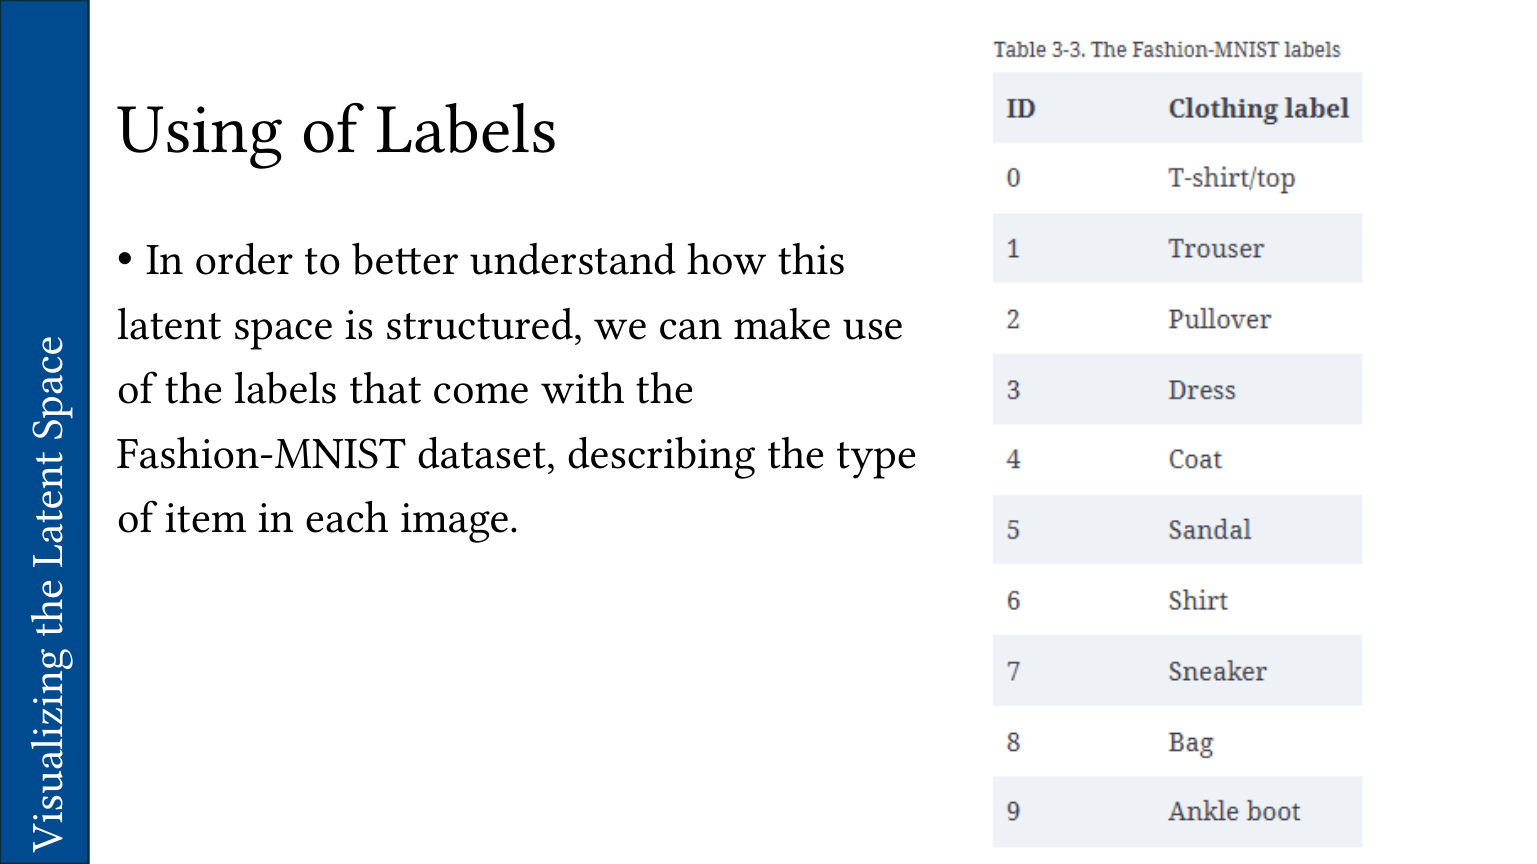 Visualizing the Latent Space
Using of Labels
• In order to better understand how this
latent space is structured, we can make use
of the labels that come with the
Fashion-MNIST dataset, describing the type
of item in each image.
Table 3-3. The Fashion-MNIST labels
ID Clothing label
0 T-shirt/top
1 Trouser
2 Pullover
3 Dress
4 Coat
5 Sandal
6 Shirt
7 Sneaker
8 Bag
9 Ankle boot